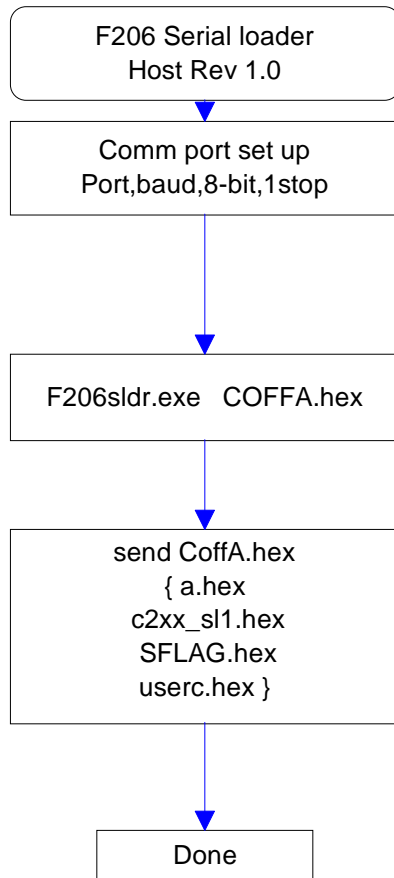 F206 Serial loader
Host Rev 1.0
Comm port set up
Port,baud,8-bit,1stop
F206sldr.exe COFFA.hex
send CoffA.hex
{ a.hex
c2xx_sl1.hex
SFLAG.hex
userc.hex }
Done